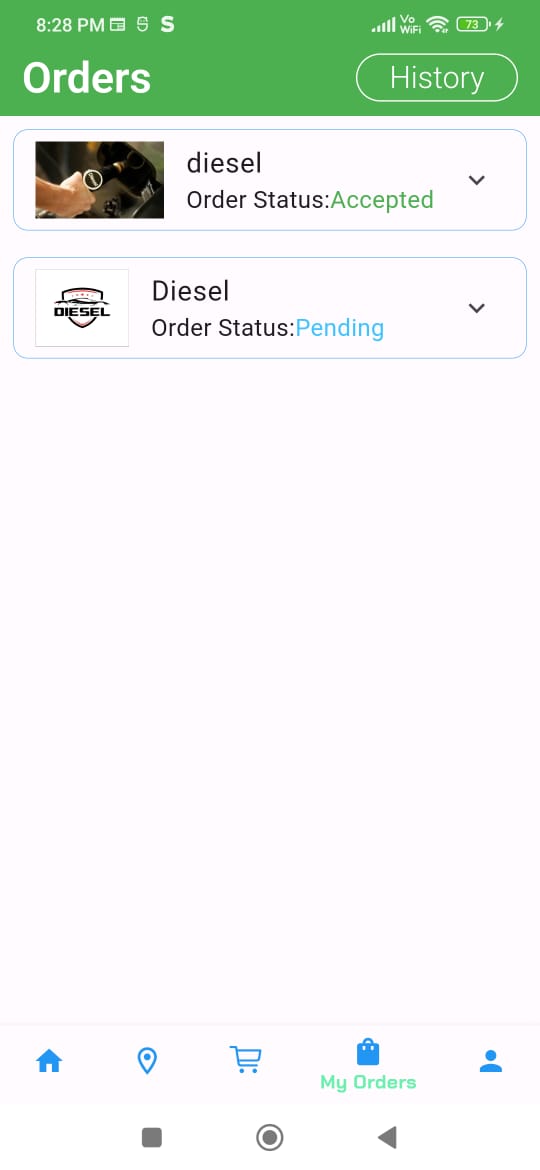 8:28 PM S Vo WiFi 73
Orders
History
diesel
Order Status:Accepted
DIESEL
Diesel
Order Status:Pending
My Orders